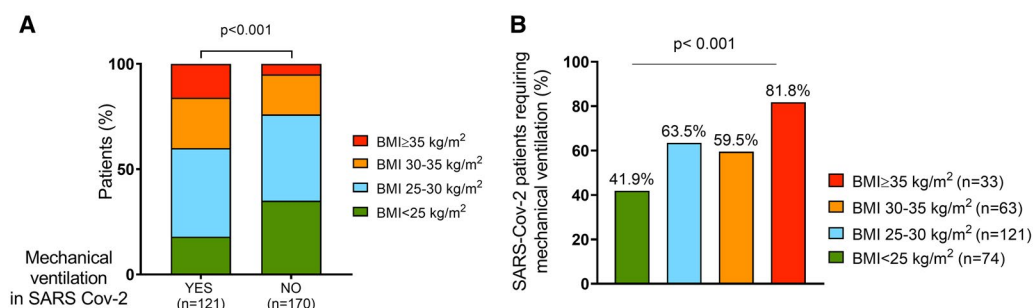 A
p<0.001
100
50
0
Patients (%)
BMI≥35 kg/m²
BMI 30-35 kg/m²
BMI 25-30 kg/m²
BMI<25 kg/m²
Mechanical
ventilation
in SARS Cov-2
YES
(n=121)
NO
(n=170)
B
SARS-Cov-2 patients requiring
mechanical ventilation (%)
p< 0.001
100
80
60
40
20
0
41.9%
63.5%
59.5%
81.8%
BMI≥35 kg/m² (n=33)
BMI 30-35 kg/m² (n=63)
BMI 25-30 kg/m² (n=121)
BMI<25 kg/m² (n=74)